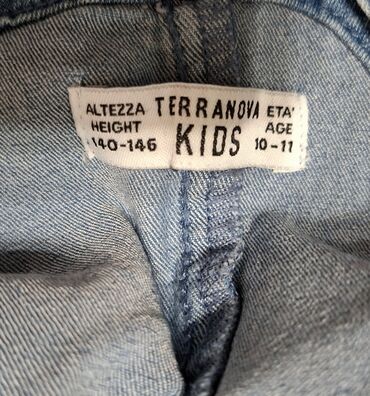 ALTEZZA TERRANOVA ETA'
HEIGHT KIDS AGE
140-146 10-11